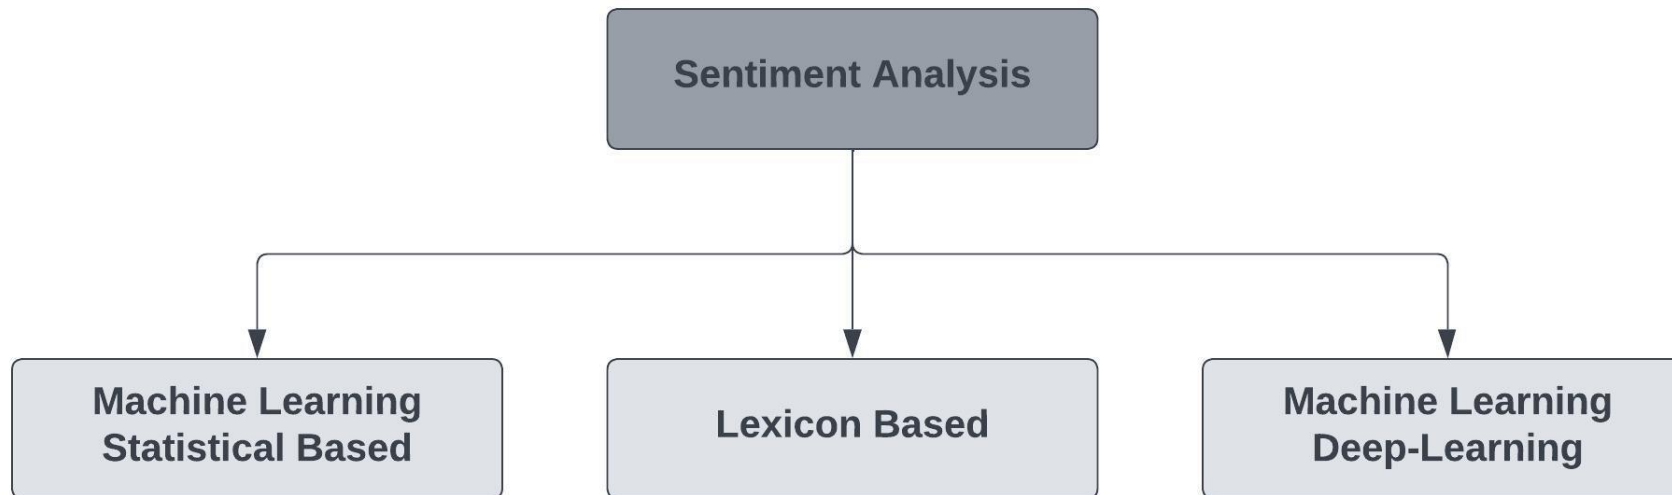 Sentiment Analysis
Machine Learning
Statistical Based
Lexicon Based
Machine Learning
Deep-Learning